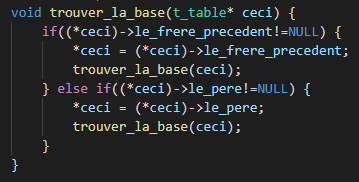 void trouver_la_base(t_table* ceci) {
    if((*ceci)->le_frere_precedent!=NULL) {
        *ceci = (*ceci)->le_frere_precedent;
        trouver_la_base(ceci);
    } else if((*ceci)->le_pere!=NULL) {
        *ceci = (*ceci)->le_pere;
        trouver_la_base(ceci);
    }
}